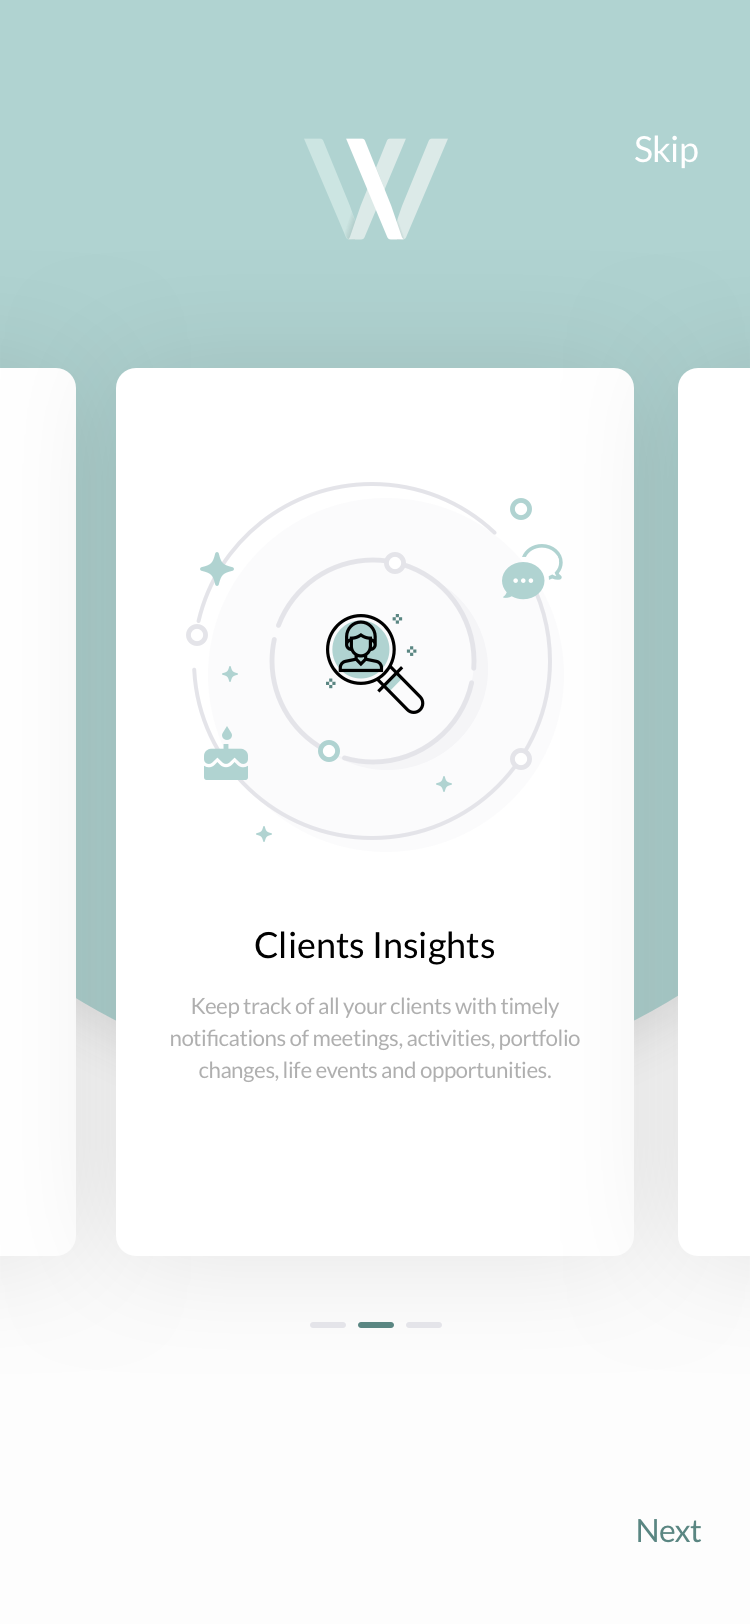 W
Skip
Clients Insights
Keep track of all your clients with timely
notifications of meetings, activities, portfolio
changes, life events and opportunities.
Next